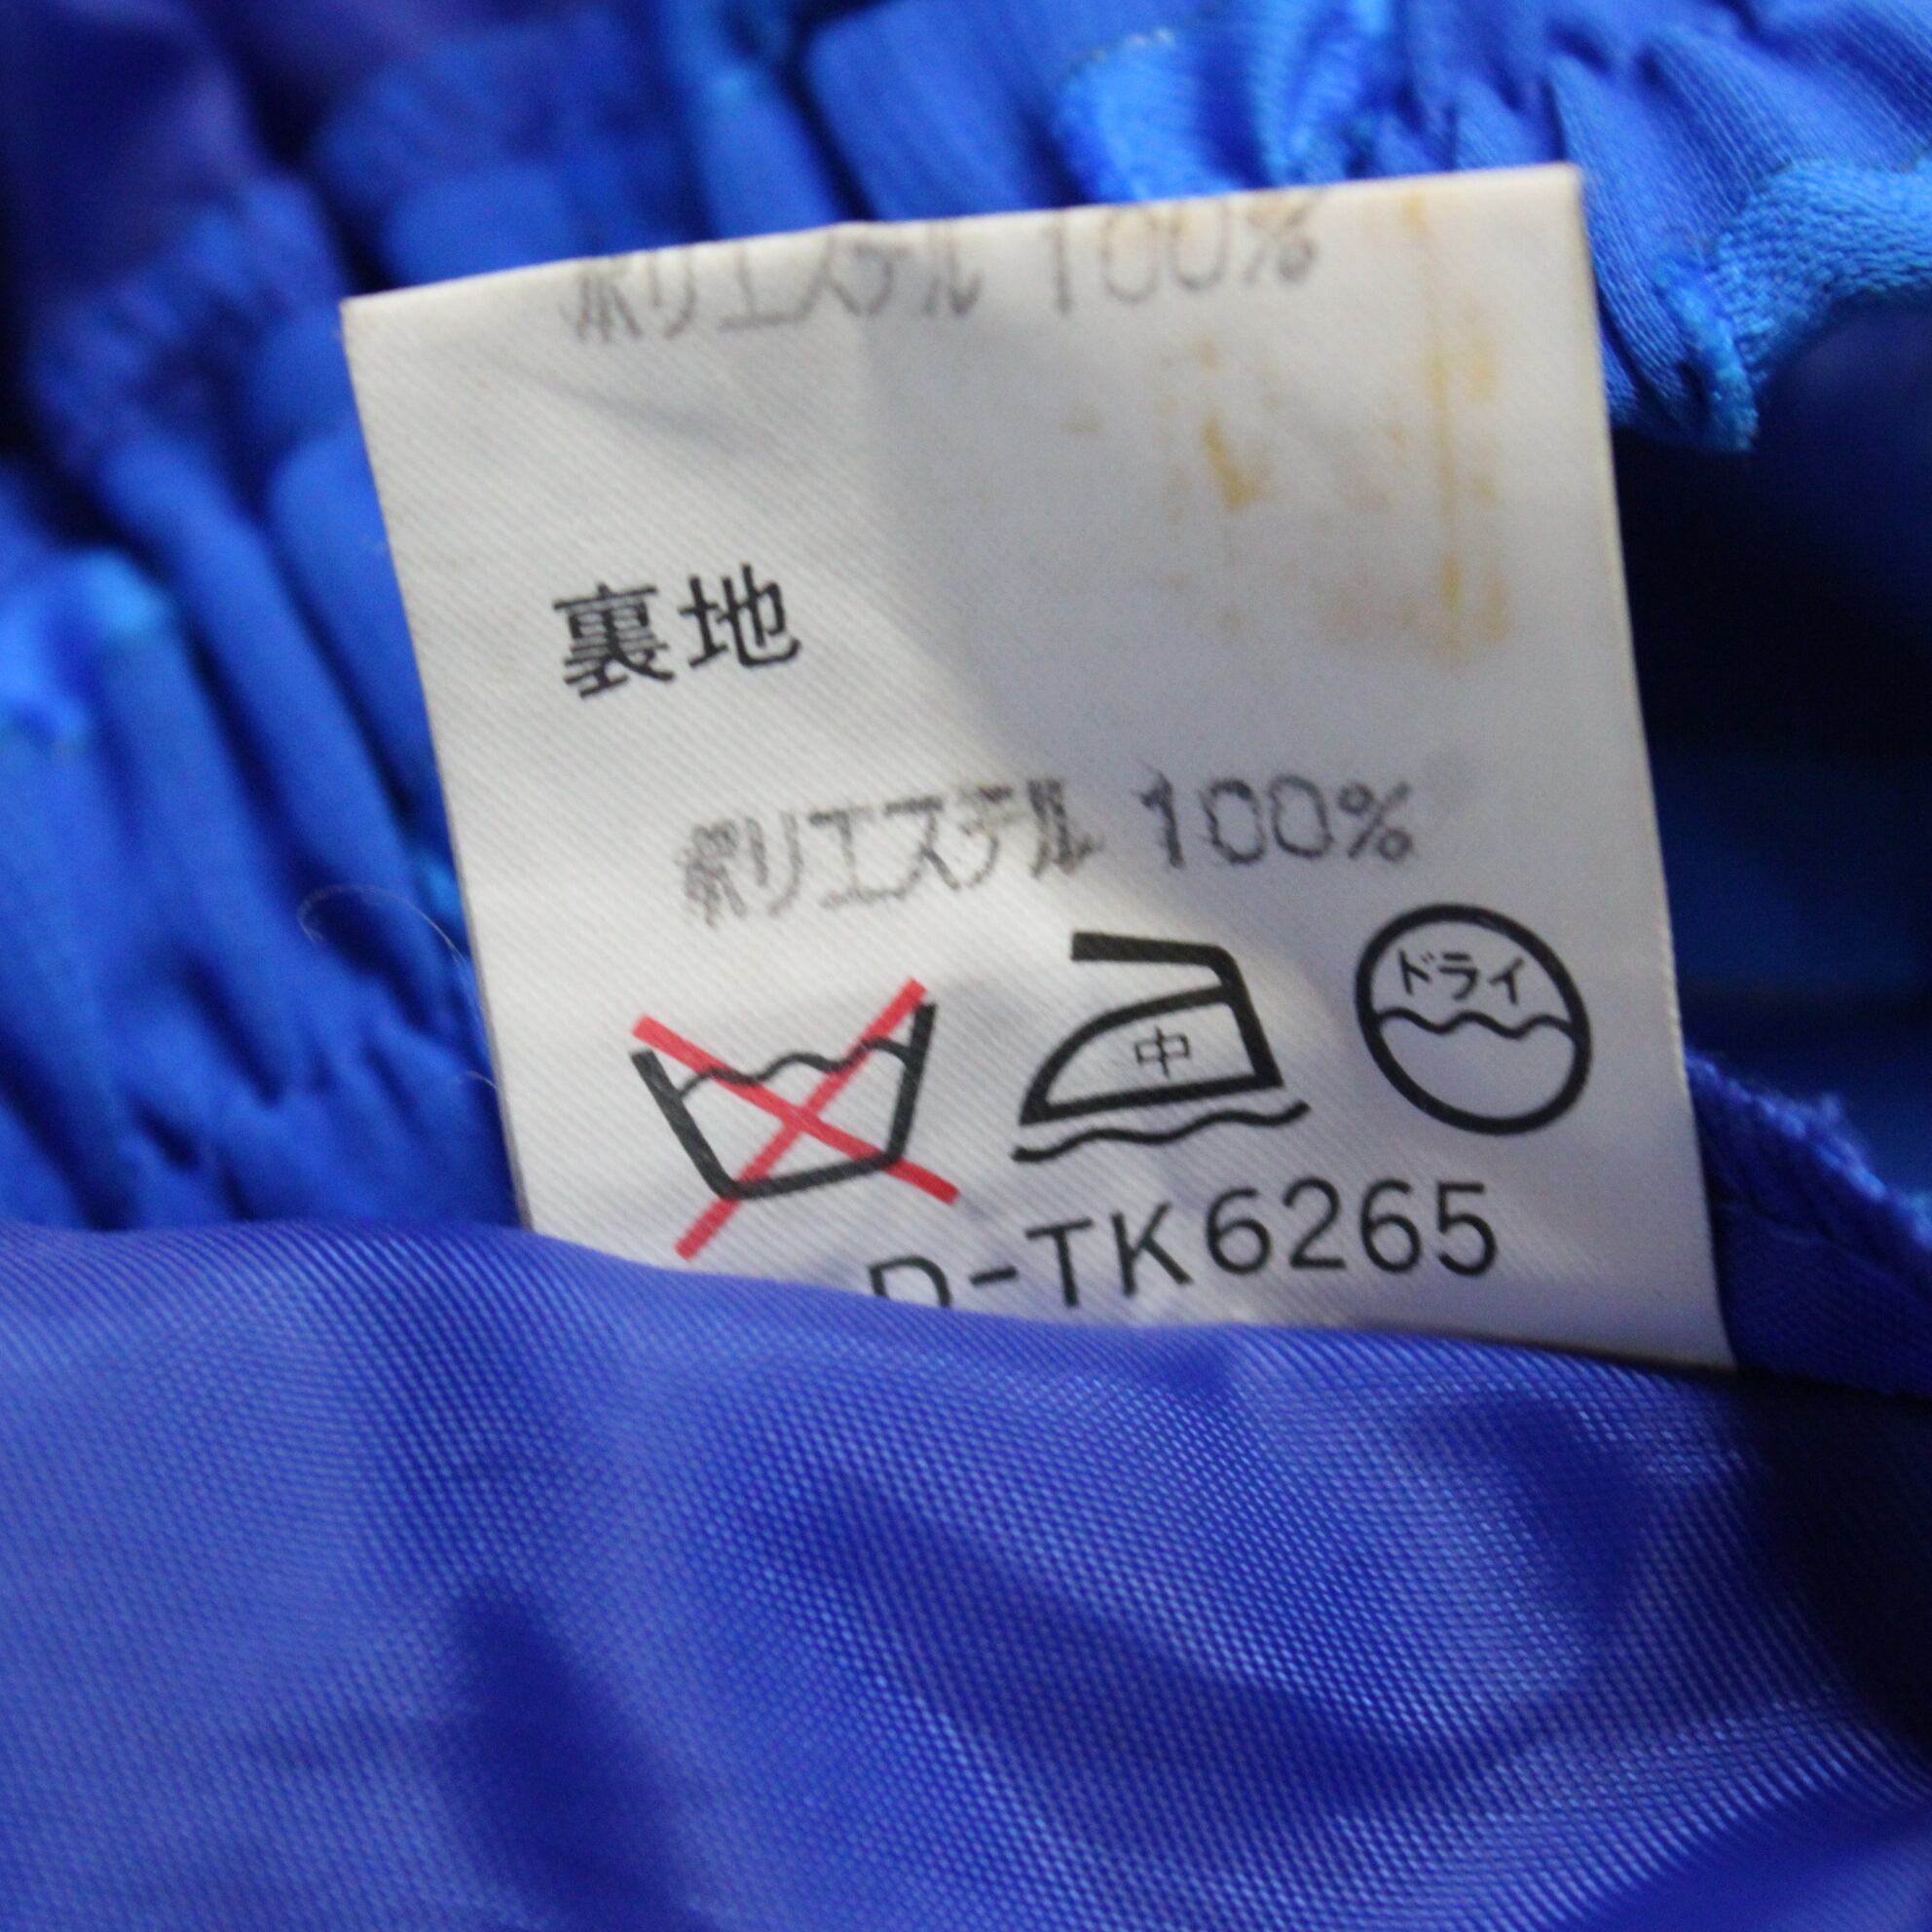 ポリエステル 100%
裏地
ポリエステル 100%
中
ドライ
D-TK6265